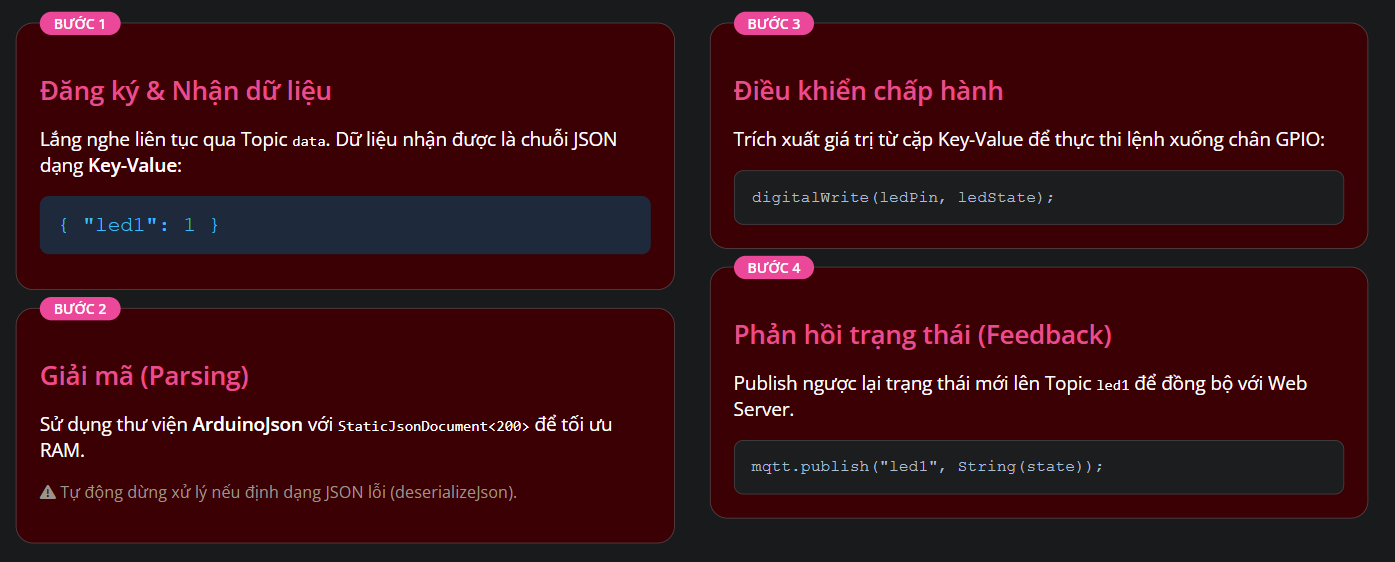 BƯỚC 1
Đăng ký & Nhận dữ liệu
Lắng nghe liên tục qua Topic data. Dữ liệu nhận được là chuỗi JSON
dạng Key-Value:
{ "led1": 1 }
BƯỚC 2
Giải mã (Parsing)
Sử dụng thư viện ArduinoJson với StaticJsonDocument<200> để tối ưu
RAM.
Tự động dừng xử lý nếu định dạng JSON lỗi (deserializeJson).
BƯỚC 3
Điều khiển chấp hành
Trích xuất giá trị từ cặp Key-Value để thực thi lệnh xuống chân GPIO:
digitalWrite(ledPin, ledState);
BƯỚC 4
Phản hồi trạng thái (Feedback)
Publish ngược lại trạng thái mới lên Topic led1 để đồng bộ với Web
Server.
mqtt.publish("led1", String(state));